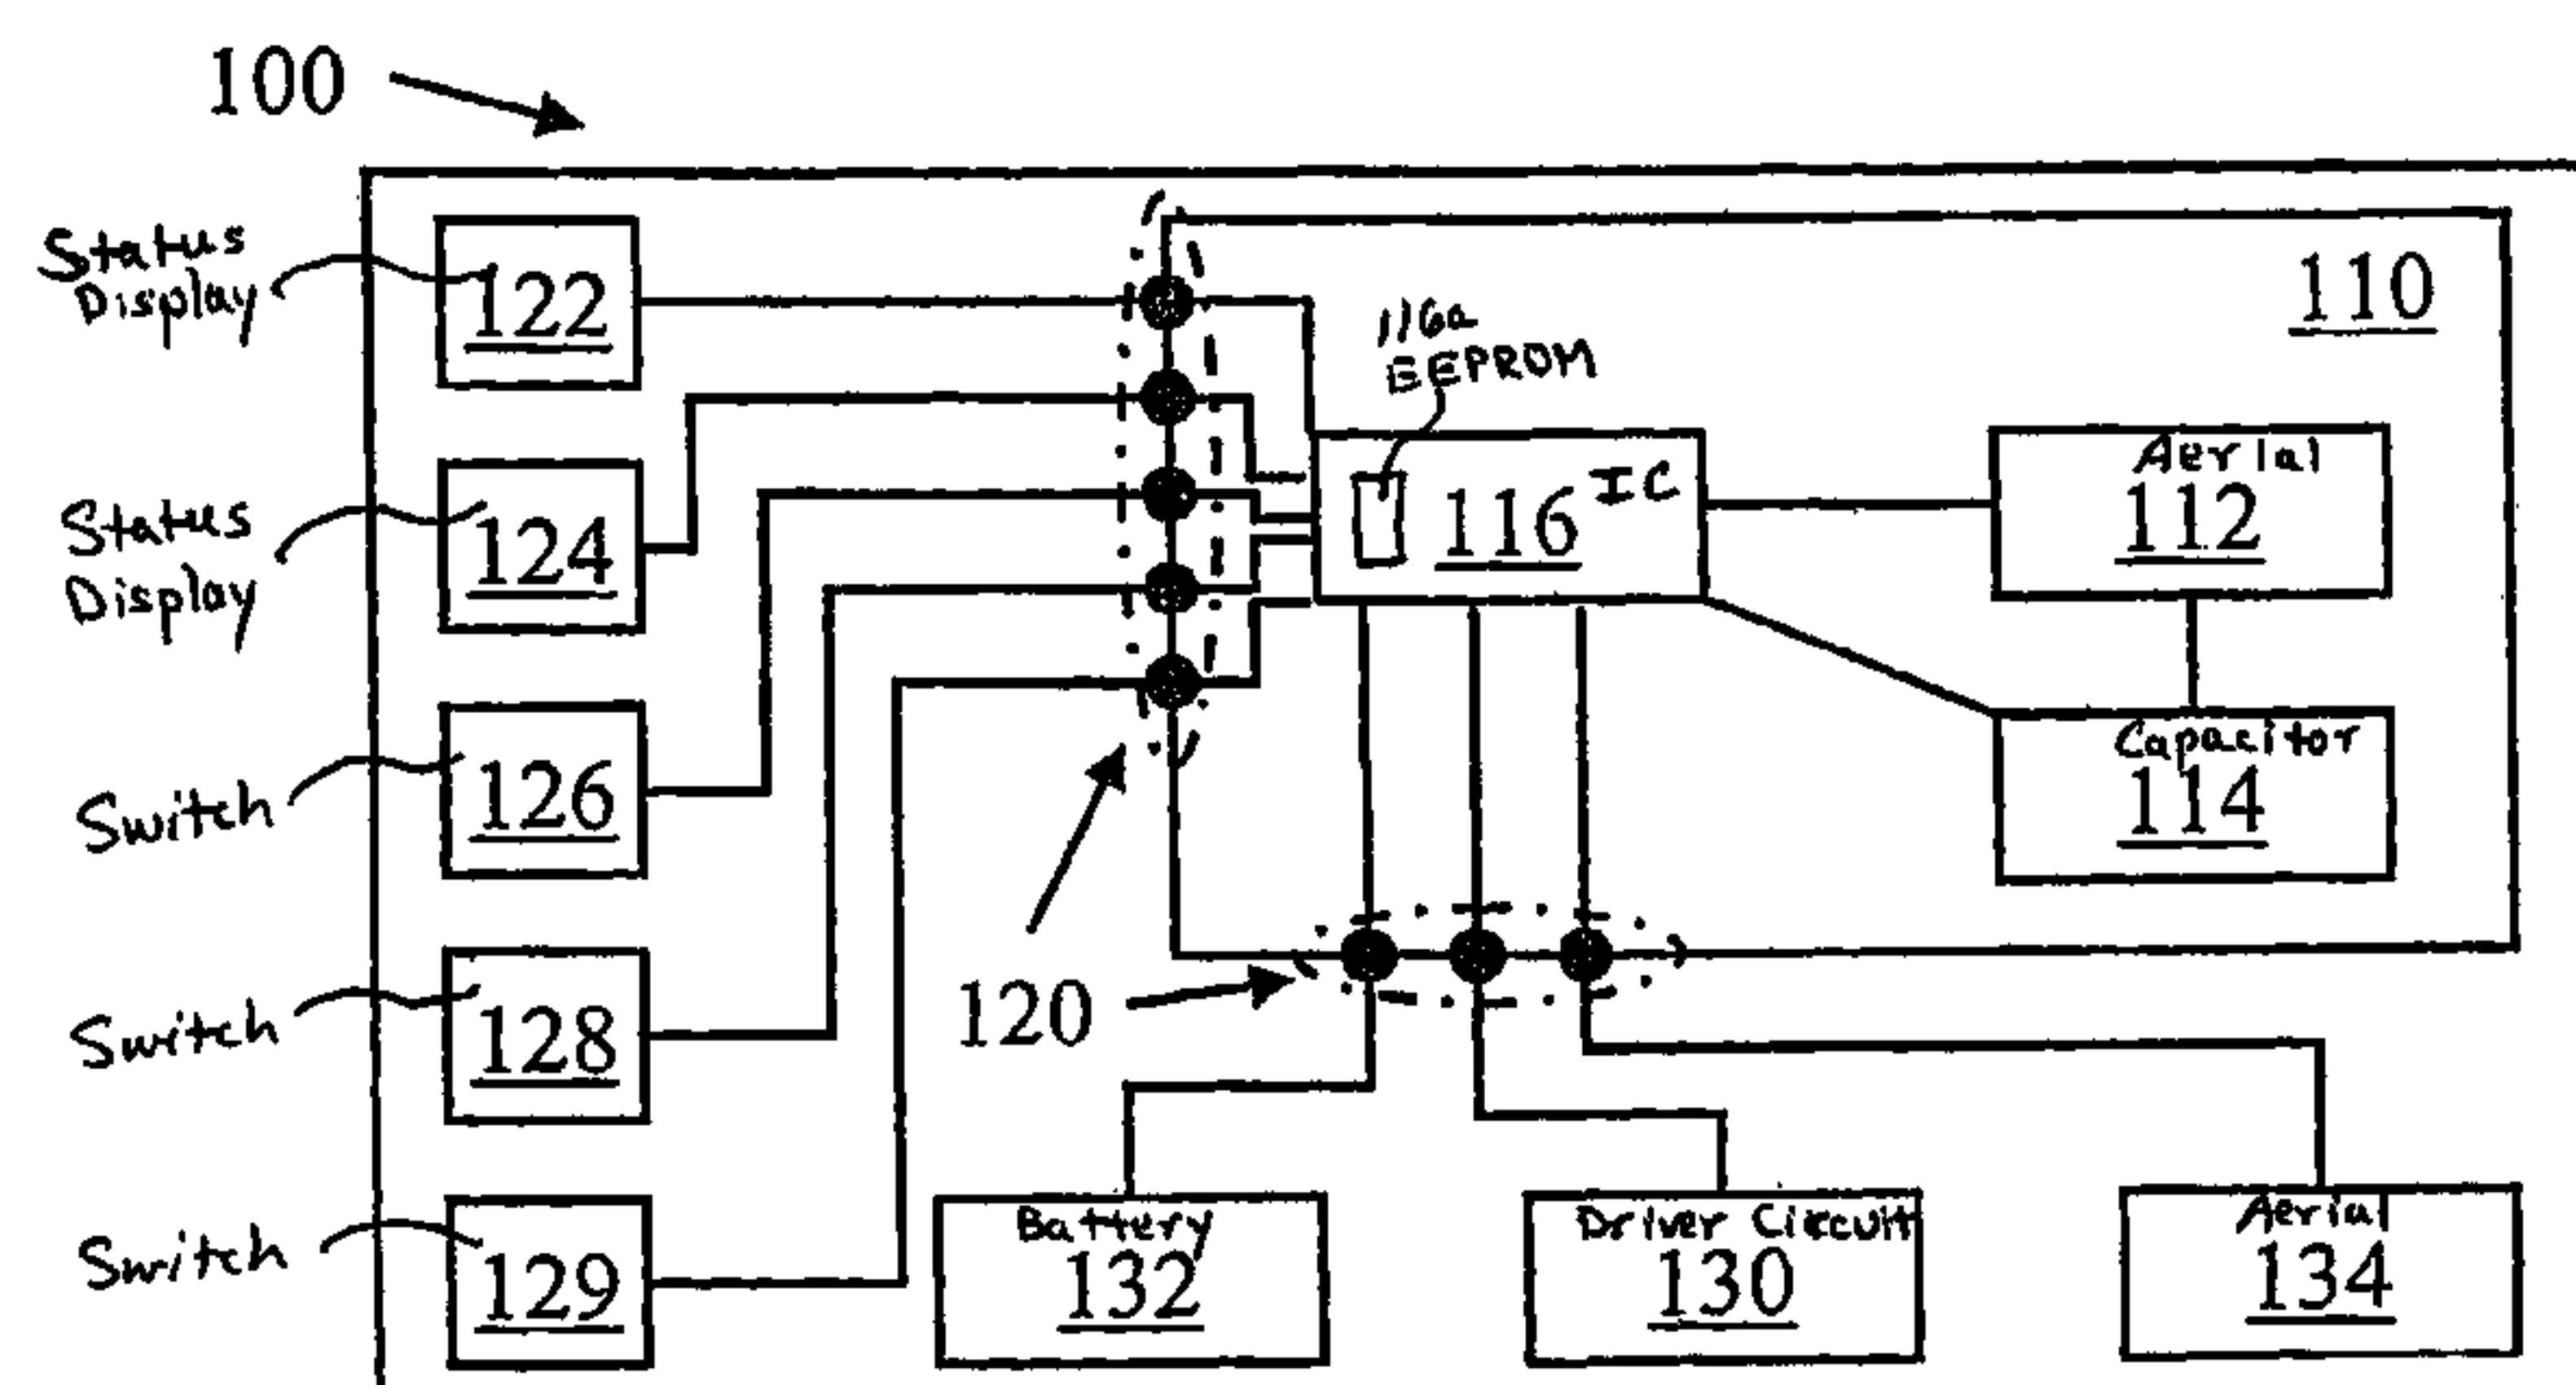 100
Status
Display
122
110
116a
EEPROM
Aerial
112
IC
116
Status
Display
124
Capacitor
114
Switch
126
120
Switch
128
Switch
129
Battery
132
Driver Circuit
130
Aerial
134